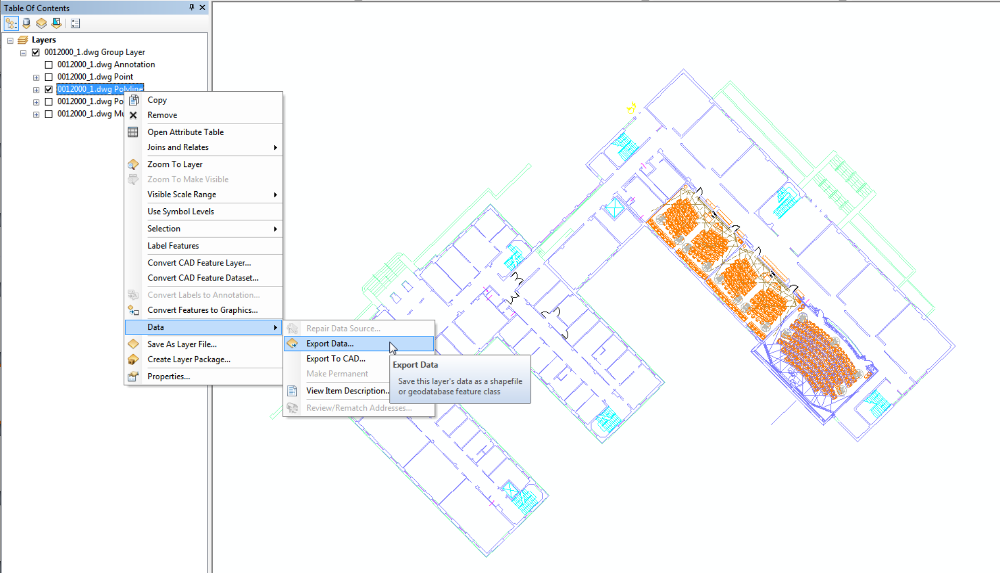 Table Of Contents
Layers
0012000_1.dwg Group Layer
0012000_1.dwg Annotation
0012000_1.dwg Point
0012000_1.dwg Polyline
0012000_1.dwg Po
0012000_1.dwg Mu
Copy
Remove
Open Attribute Table
Joins and Relates
Zoom To Layer
Zoom To Make Visible
Visible Scale Range
Use Symbol Levels
Selection
Label Features
Convert CAD Feature Layer...
Convert CAD Feature Dataset...
Convert Labels to Annotation...
Convert Features to Graphics...
Data
Save As Layer File...
Create Layer Package...
Properties...
Repair Data Source...
Export Data...
Export To CAD...
Make Permanent
View Item Description..
Review/Rematch Addresses...
Export Data
Save this layer's data as a shapefile
or geodatabase feature class